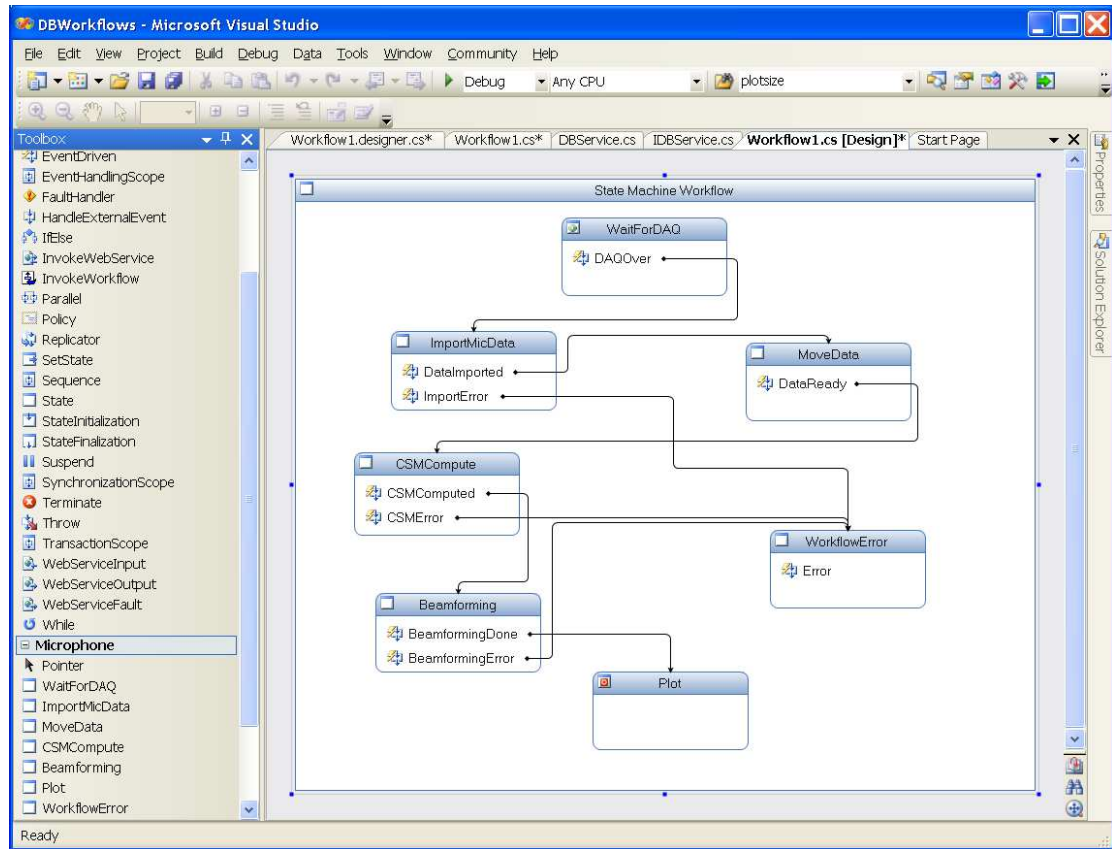 DBWorkflows - Microsoft Visual Studio
File Edit View Project Build Debug Data Tools Window Community Help
Debug Any CPU plotsize
Toolbox
Workflow1.designer.cs* Workflow1.cs* DBService.cs IDBService.cs Workflow1.cs [Design]* Start Page
EventDriven
EventHandlingScope
FaultHandler
HandleExternalEvent
IfElse
InvokeWebService
InvokeWorkflow
Parallel
Policy
Replicator
SetState
Sequence
State
StateInitialization
StateFinalization
Suspend
SynchronizationScope
Terminate
Throw
TransactionScope
WebServiceInput
WebServiceOutput
WebServiceFault
While
Microphone
Pointer
WaitForDAQ
ImportMicData
MoveData
CSMCompute
Beamforming
Plot
WorkflowError
State Machine Workflow
WaitForDAQ
DAQOver
ImportMicData
DataImported
ImportError
MoveData
DataReady
CSMCompute
CSMComputed
CSMError
WorkflowError
Error
Beamforming
BeamformingDone
BeamformingError
Plot
Properties
Solution Explorer
Ready